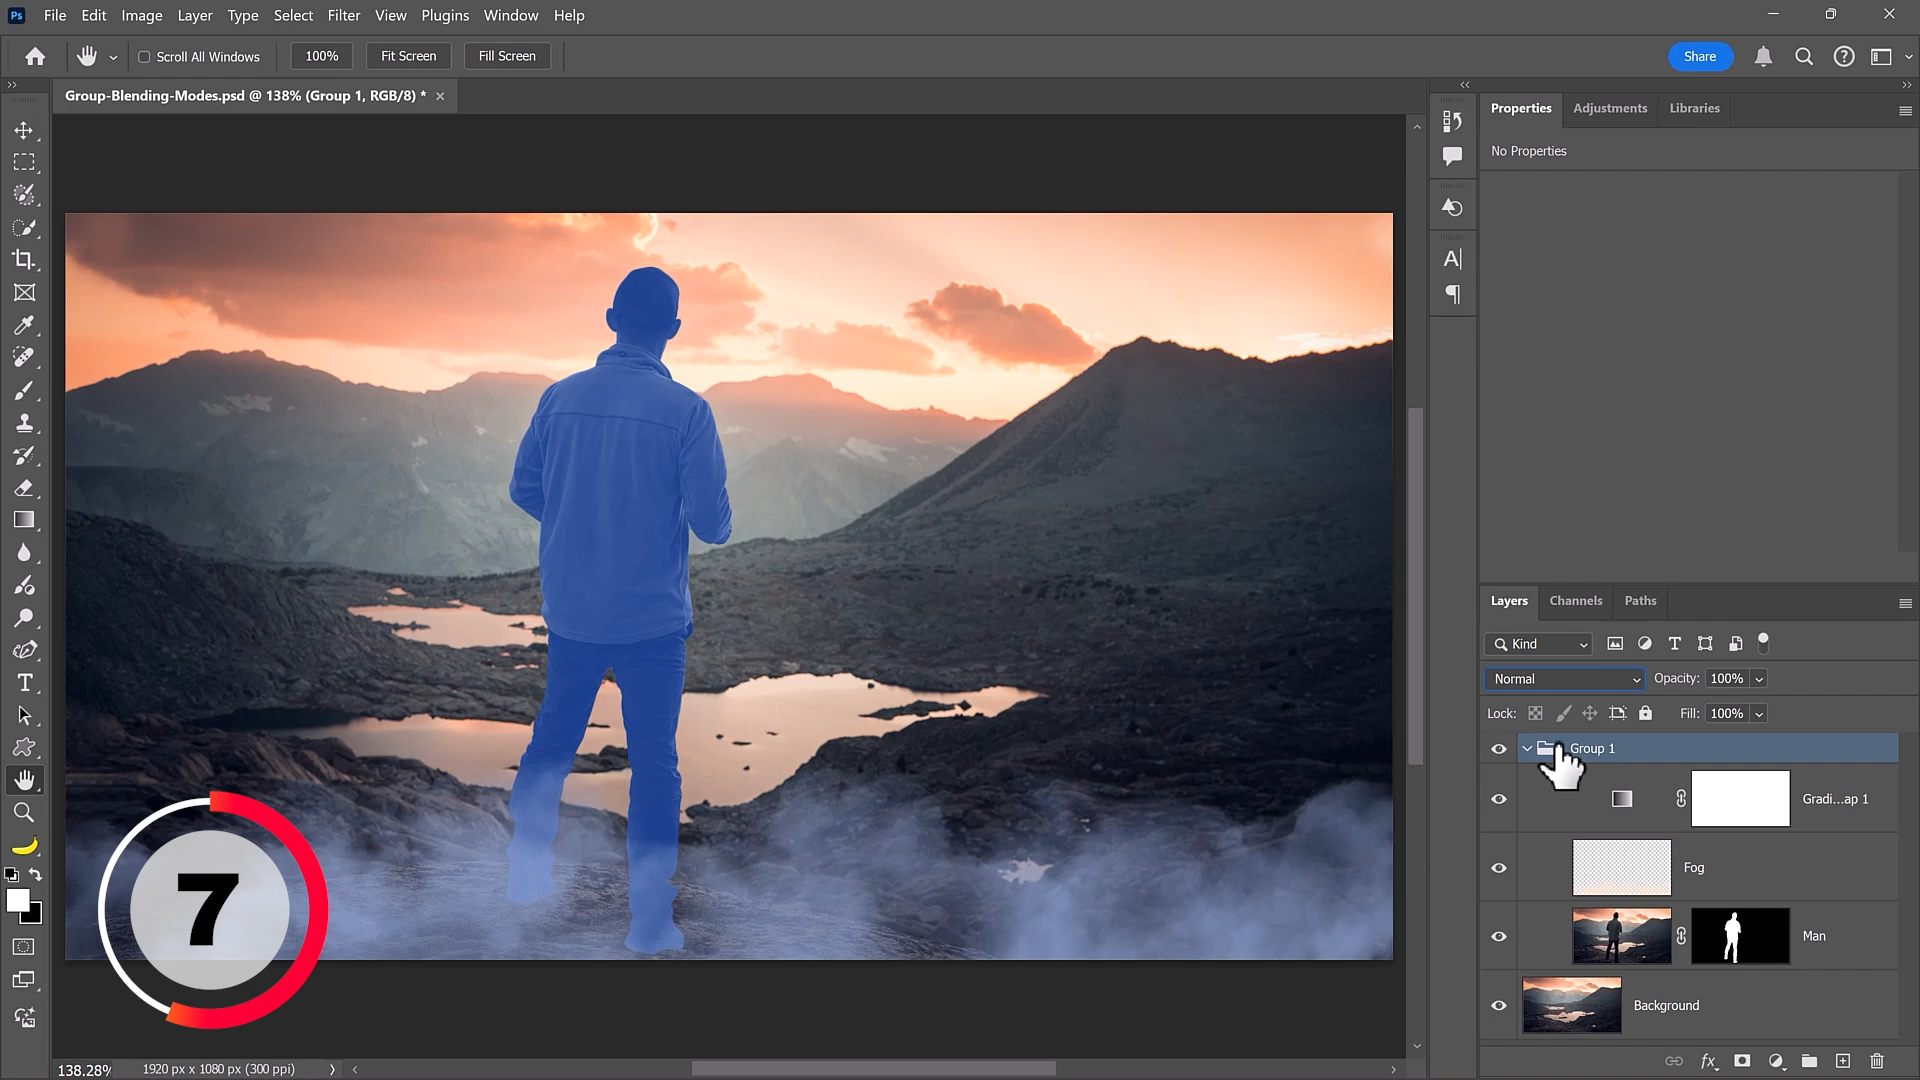 Ps File Edit Image Layer Type Select Filter View Plugins Window Help
Scroll All Windows 100% Fit Screen Fill Screen Share
Group-Blending-Modes.psd @ 138% (Group 1, RGB/8) *
Properties Adjustments Libraries
No Properties
Layers Channels Paths
Kind
Normal Opacity: 100%
Lock: Fill: 100%
Group 1
Gradi...ap 1
Fog
Man
Background
7
138.28% 1920 px x 1080 px (300 ppi)